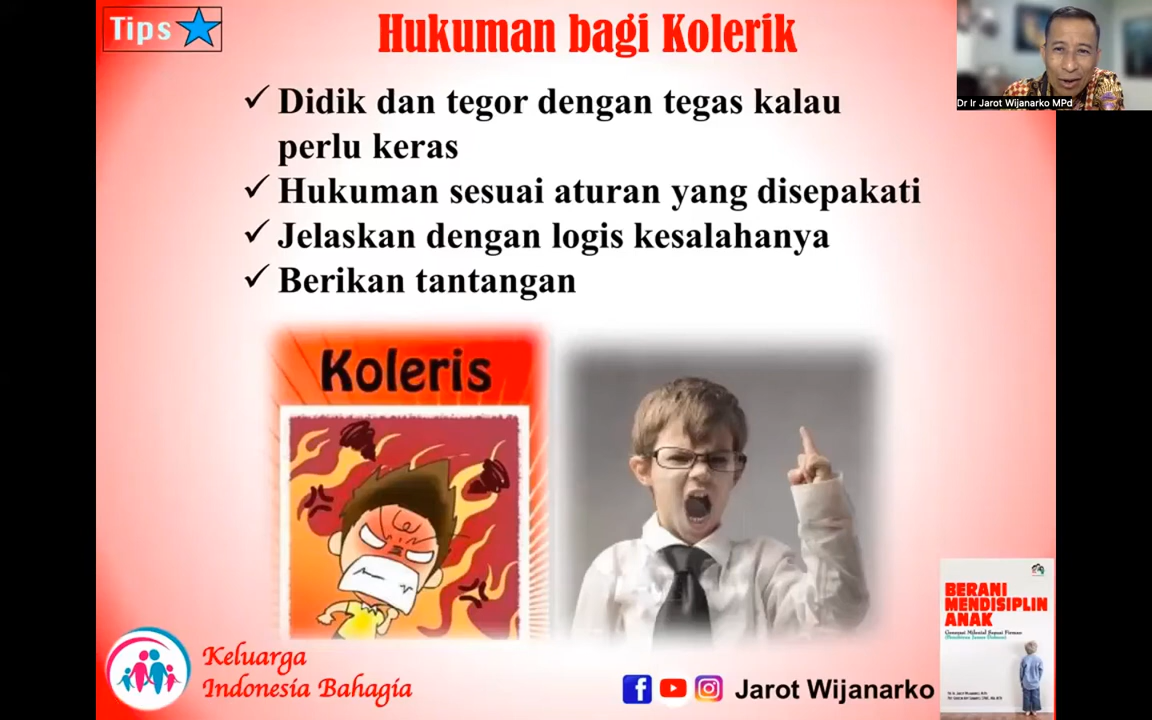 Tips
Hukuman bagi Kolerik
Dr Ir Jarot Wijanarko MPd
Didik dan tegor dengan tegas kalau
perlu keras
Hukuman sesuai aturan yang disepakati
Jelaskan dengan logis kesalahanya
Berikan tantangan
Koleris
BERANI
MENDISIPLIN
ANAK
Keluarga
Indonesia Bahagia
Jarot Wijanarko